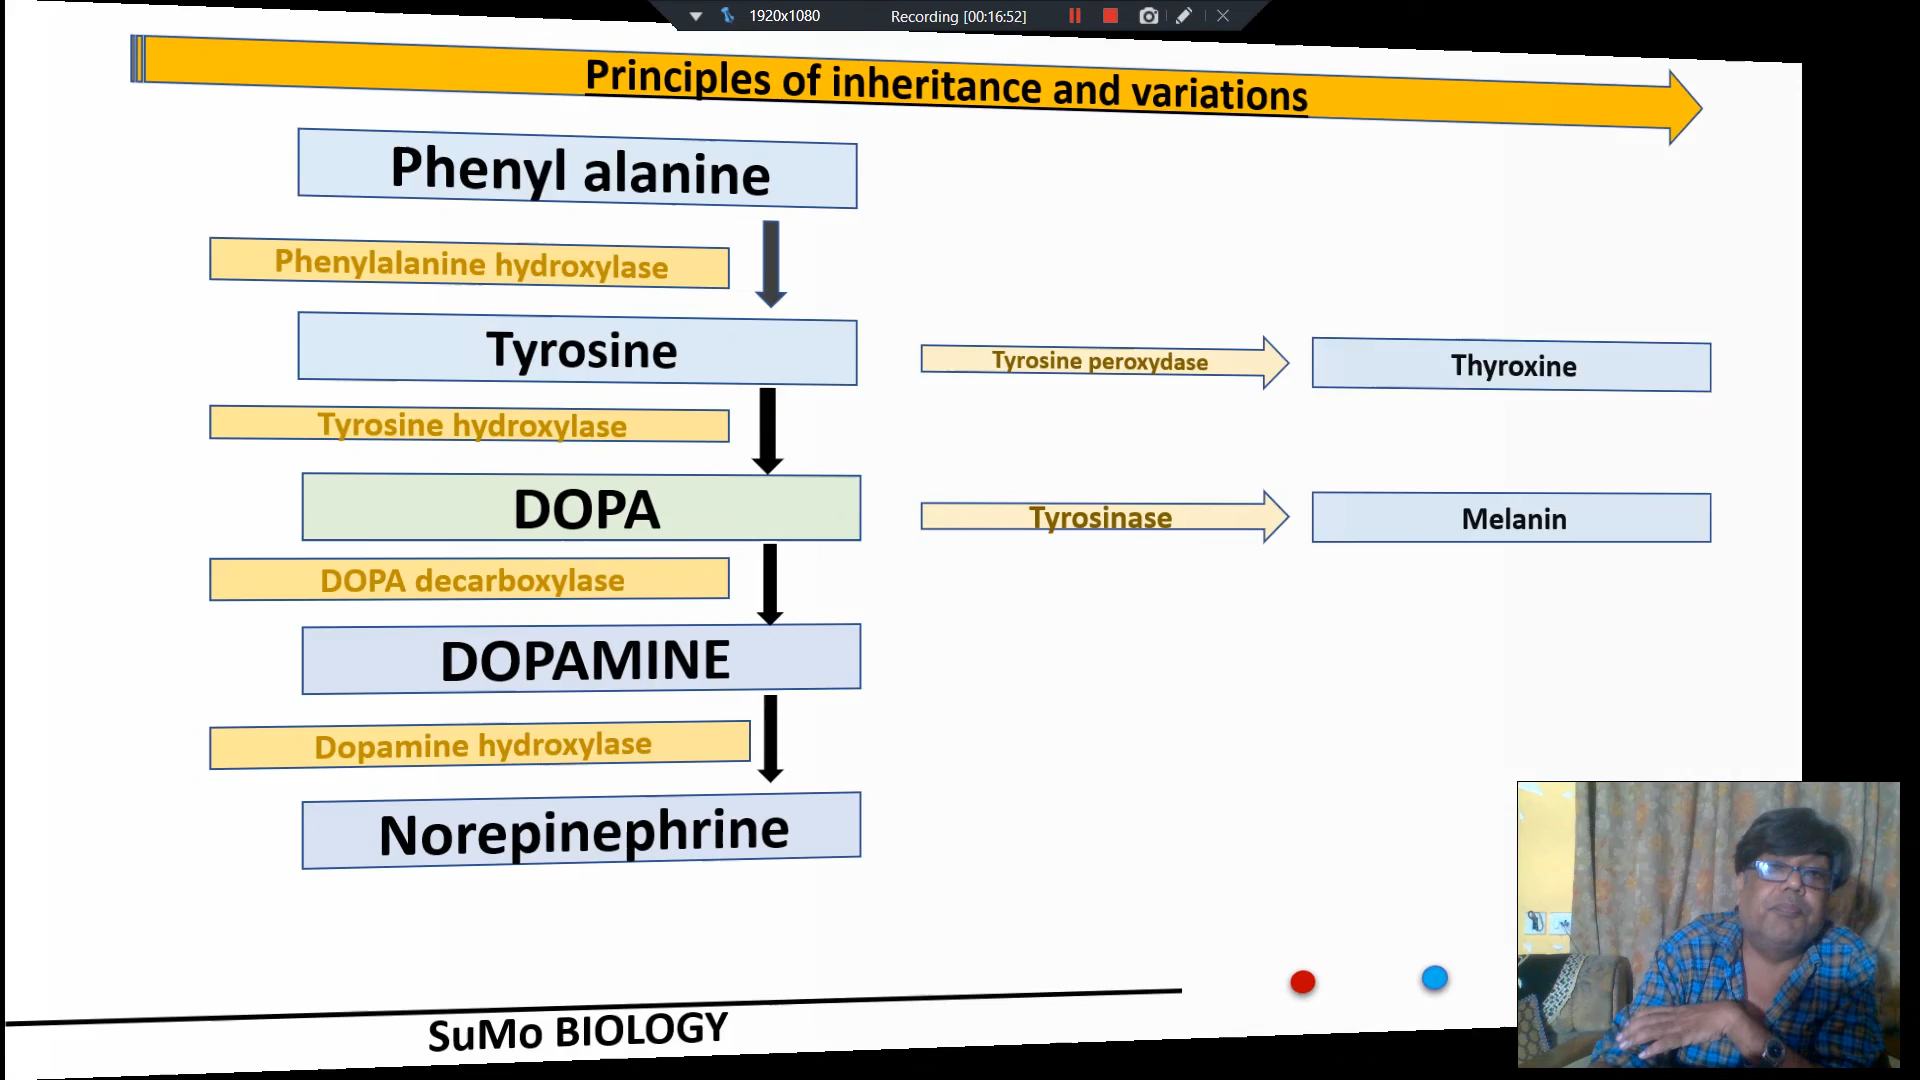 1920x1080
Recording [00:16:52]
Principles of inheritance and variations
Phenyl alanine
Phenylalanine hydroxylase
Tyrosine
Tyrosine peroxydase
Thyroxine
Tyrosine hydroxylase
DOPA
Tyrosinase
Melanin
DOPA decarboxylase
DOPAMINE
Dopamine hydroxylase
Norepinephrine
SuMo BIOLOGY